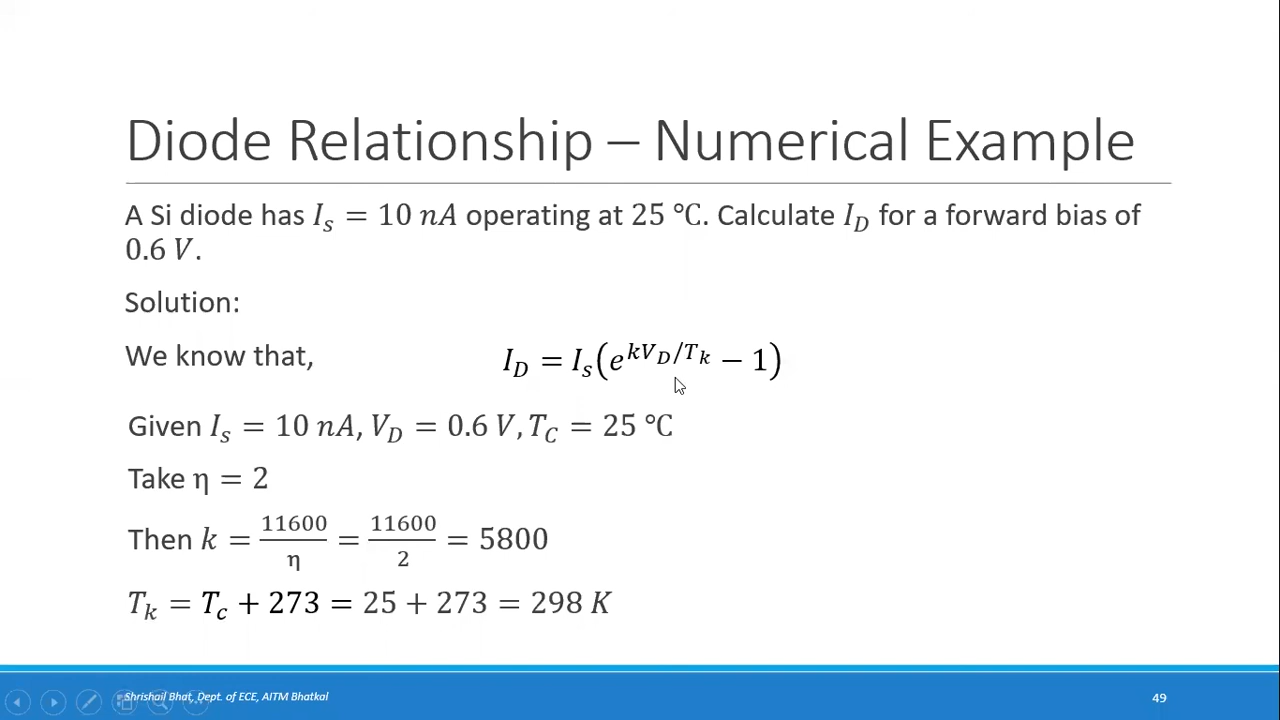 Diode Relationship – Numerical Example
A Si diode has I_s = 10 nA operating at 25 ℃. Calculate I_D for a forward bias of
0.6 V.
Solution:
We know that, I_D = I_s(e^{kV_D/T_k} − 1)
Given I_s = 10 nA, V_D = 0.6 V, T_C = 25 ℃
Take η = 2
Then k = 11600/η = 11600/2 = 5800
T_k = T_c + 273 = 25 + 273 = 298 K
Shrishail Bhat, Dept. of ECE, AITM Bhatkal
49